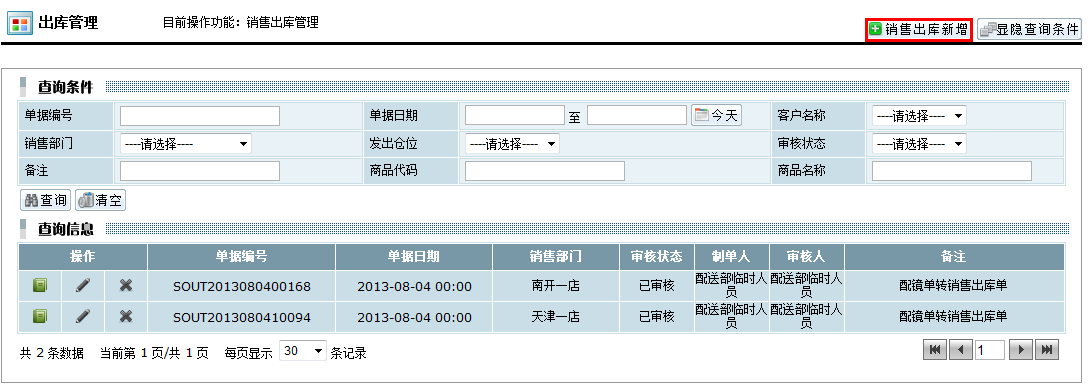 出库管理 目前操作功能：销售出库管理
销售出库新增 显隐查询条件
查询条件
单据编号 单据日期 至 今天 客户名称 ----请选择----
销售部门 ----请选择---- 发出仓位 ----请选择---- 审核状态 ----请选择----
备注 商品代码 商品名称
查询 清空
查询信息
操作 单据编号 单据日期 销售部门 审核状态 制单人 审核人 备注
SOUT2013080400168 2013-08-04 00:00 南开一店 已审核 配送部临时人员 配送部临时人员 配镜单转销售出库单
SOUT2013080410094 2013-08-04 00:00 天津一店 已审核 配送部临时人员 配送部临时人员 配镜单转销售出库单
共 2 条数据 当前第 1 页/共 1 页 每页显示 30 条记录 1